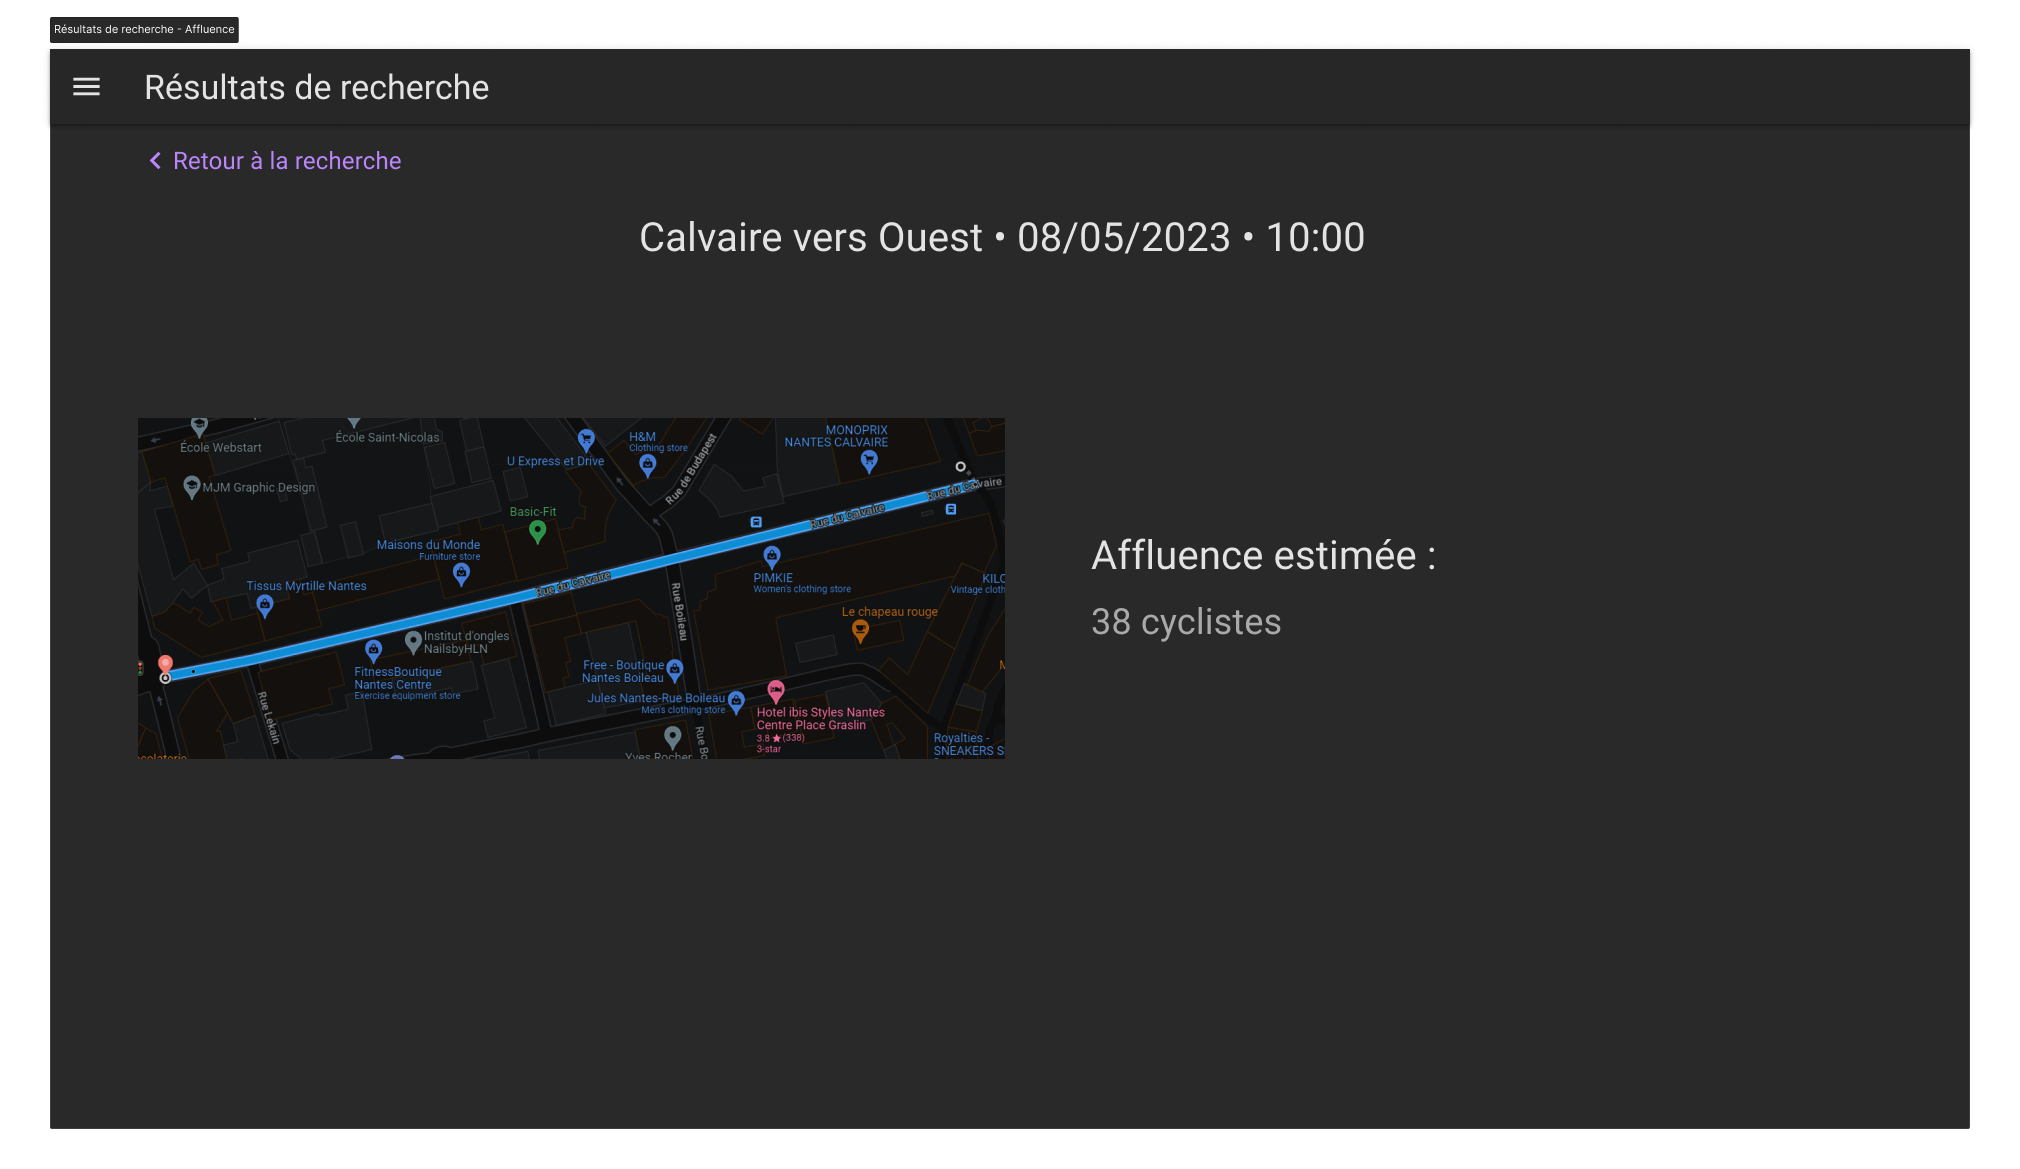 Résultats de recherche - Affluence
Résultats de recherche
Retour à la recherche
Calvaire vers Ouest • 08/05/2023 • 10:00
École Webstart
École Saint-Nicolas
MJM Graphic Design
U Express et Drive
H&M
Clothing store
Rue de Budapest
MONOPRIX
NANTES CALVAIRE
Rue du Calvaire
Rue du Calvaire
Basic-Fit
Maisons du Monde
Furniture store
Rue du Calvaire
Tissus Myrtille Nantes
PIMKIE
Women's clothing store
KILO
Vintage cloth
Rue Boileau
Le chapeau rouge
Institut d'ongles
NailsbyHLN
FitnessBoutique
Nantes Centre
Exercise equipment store
Free - Boutique
Nantes Boileau
Rue Lekain
Jules Nantes-Rue Boileau
Men's clothing store
Hotel ibis Styles Nantes
Centre Place Graslin
3.8 ★ (338)
3-star
Rue Bo
Yves Rocher
Royalties -
SNEAKERS S
Affluence estimée :
38 cyclistes